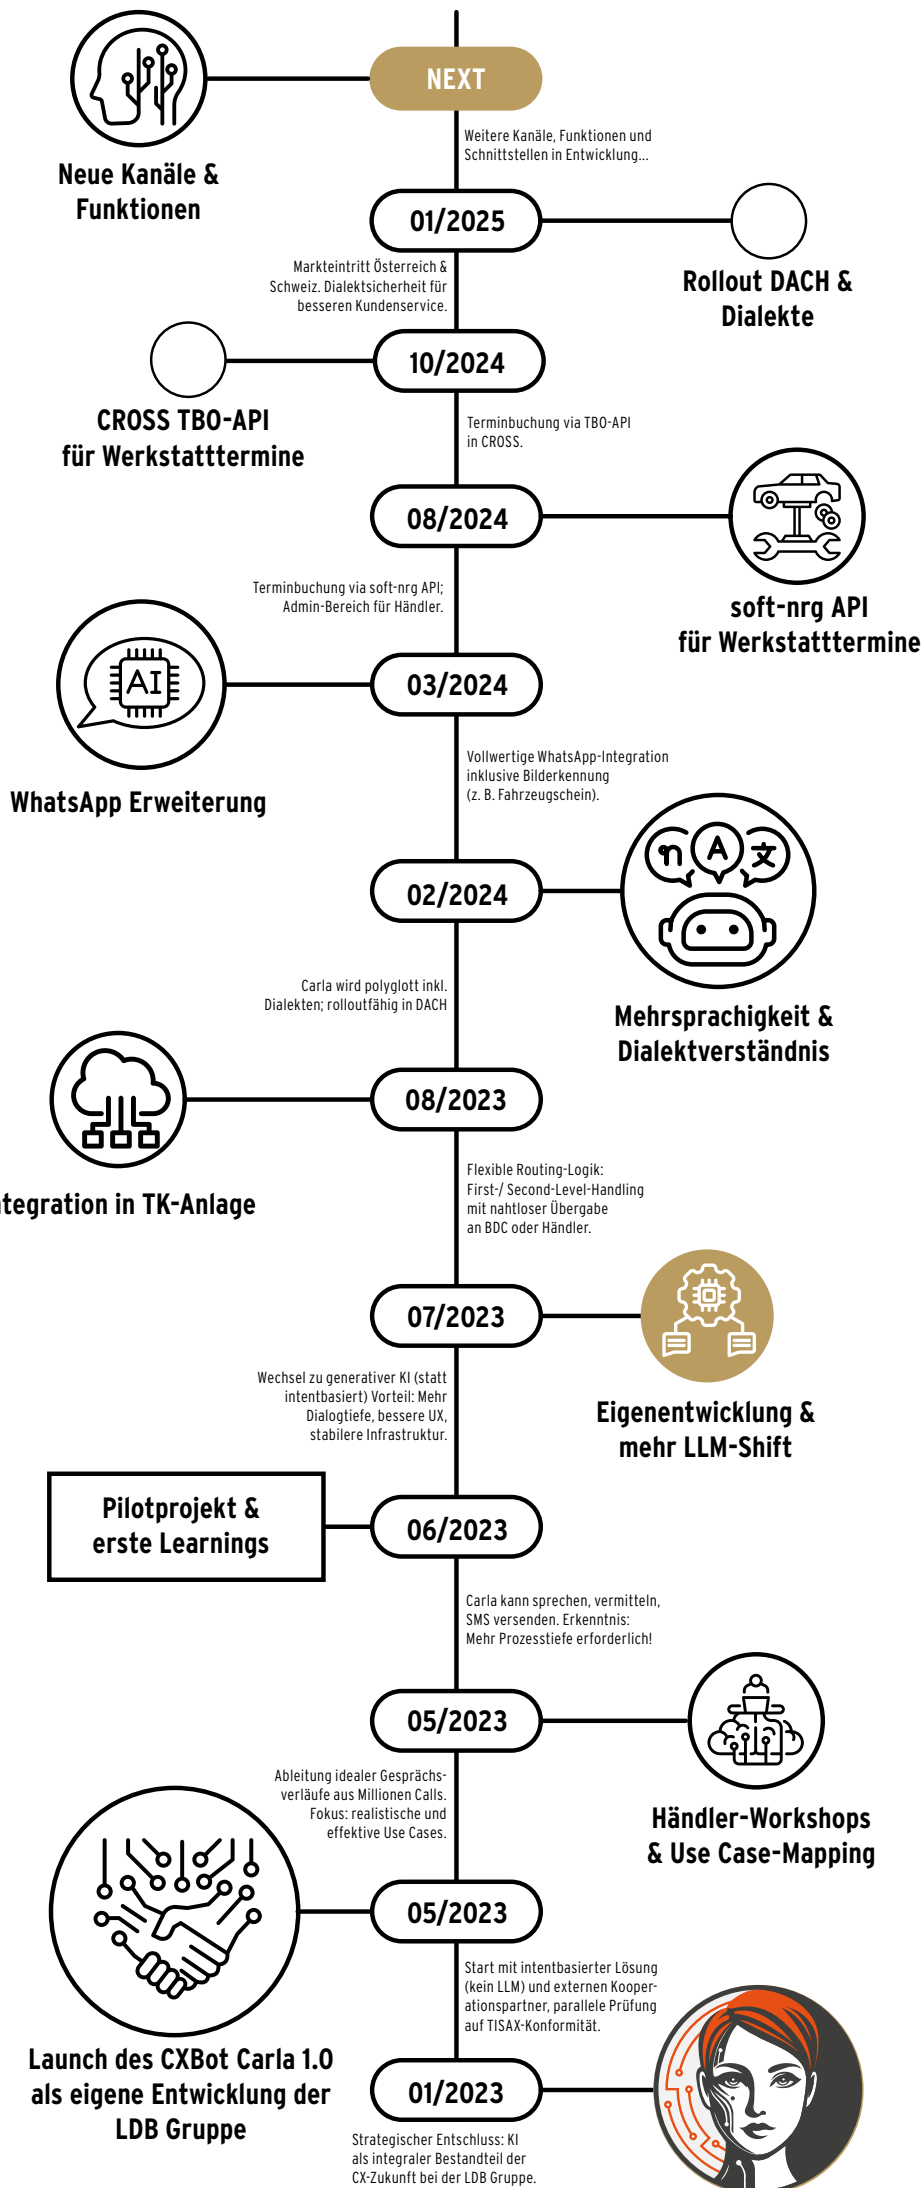 NEXT
Neue Kanäle &
Funktionen
Weitere Kanäle, Funktionen und
Schnittstellen in Entwicklung...
01/2025
Rollout DACH &
Dialekte
Markteintritt Österreich &
Schweiz. Dialektsicherheit für
besseren Kundenservice.
10/2024
CROSS TBO-API
für Werkstatttermine
Terminbuchung via TBO-API
in CROSS.
08/2024
soft-nrg API
für Werkstatttermine
Terminbuchung via soft-nrg API;
Admin-Bereich für Händler.
AI
03/2024
WhatsApp Erweiterung
Vollwertige WhatsApp-Integration
inklusive Bilderkennung
(z. B. Fahrzeugschein).
ก A 文
02/2024
Mehrsprachigkeit &
Dialektverständnis
Carla wird polyglott inkl.
Dialekten; rolloutfähig in DACH
08/2023
ntegration in TK-Anlage
Flexible Routing-Logik:
First-/ Second-Level-Handling
mit nahtloser Übergabe
an BDC oder Händler.
07/2023
Eigenentwicklung &
mehr LLM-Shift
Wechsel zu generativer KI (statt
intentbasiert) Vorteil: Mehr
Dialogtiefe, bessere UX,
stabilere Infrastruktur.
Pilotprojekt &
erste Learnings
06/2023
Carla kann sprechen, vermitteln,
SMS versenden. Erkenntnis:
Mehr Prozesstiefe erforderlich!
05/2023
Händler-Workshops
& Use Case-Mapping
Ableitung idealer Gesprächs-
verläufe aus Millionen Calls.
Fokus: realistische und
effektive Use Cases.
05/2023
Launch des CXBot Carla 1.0
als eigene Entwicklung der
LDB Gruppe
Start mit intentbasierter Lösung
(kein LLM) und externen Kooper-
ationspartner, parallele Prüfung
auf TISAX-Konformität.
01/2023
Strategischer Entschluss: KI
als integraler Bestandteil der
CX-Zukunft bei der LDB Gruppe.